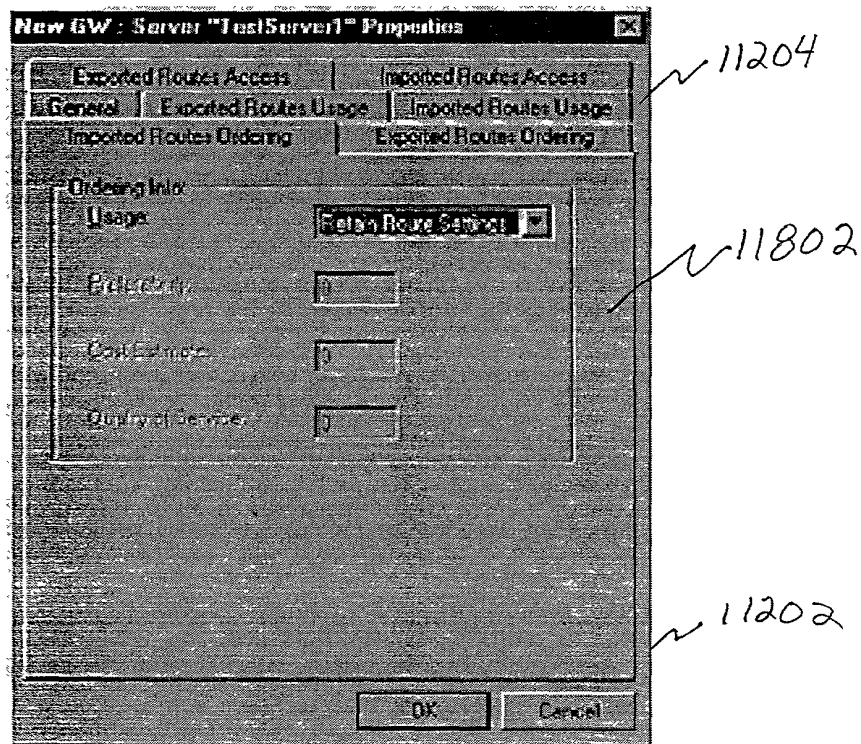 New GW : Server "TestServer1" Properties
Exported Routes Access Imported Routes Access
General Exported Routes Usage Imported Routes Usage
Imported Routes Ordering Exported Routes Ordering
Ordering Info:
Usage Retain Route Settings
Preferability 0
Cost Estimate 0
Quality of Service: 0
OK Cancel
11204
11802
11202